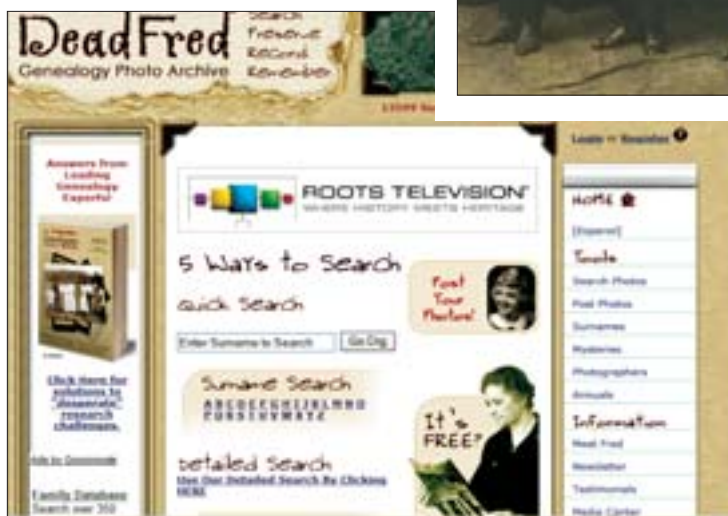 Search
DeadFred
Preserve
Record
Genealogy Photo Archive
Remember
Login or Register ?
Answers from
Leading
Genealogy
Experts!
ROOTS TELEVISION
WHERE HISTORY MEETS HERITAGE
HOME
[Espanol]
5 Ways to Search
Post
Your
Photos!
Tools
Search Photos
Quick Search
Post Photos
Surnames
Enter Surname to Search
Go Dig
Mysteries
Photographers
Annuals
Click Here for
solutions to
"desperate"
research
challenges.
Surname Search
A B C D E F G H I J K L M N O
P Q R S T U V W X Y Z
It's
FREE!
Information
Meet Fred
Newsletter
Detailed Search
Use Our Detailed Search By Clicking
HERE
Testimonials
Media Center
Family Database
Search over 350